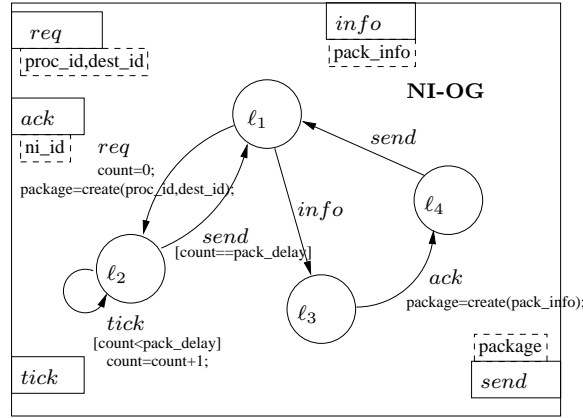 req
proc_id,dest_id
info
pack_info
NI-OG
ack
ni_id
ℓ1
send
req
count=0;
package=create(proc_id,dest_id);
ℓ4
info
send
[count==pack_delay]
ℓ2
ack
package=create(pack_info);
ℓ3
tick
[count<pack_delay]
count=count+1;
package
tick
send